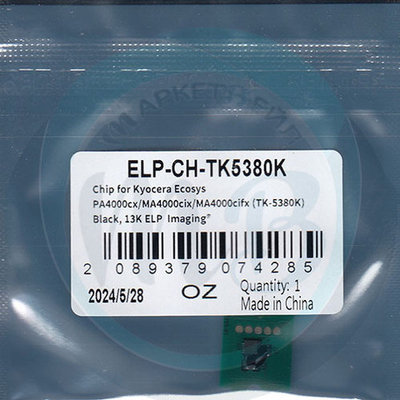 ELP-CH-TK5380K
Chip for Kyocera Ecosys
PA4000cx/MA4000cix/MA4000cifx (TK-5380K)
Black, 13K ELP Imaging®
2 089379 074285
2024/5/28 OZ Quantity: 1
Made in China